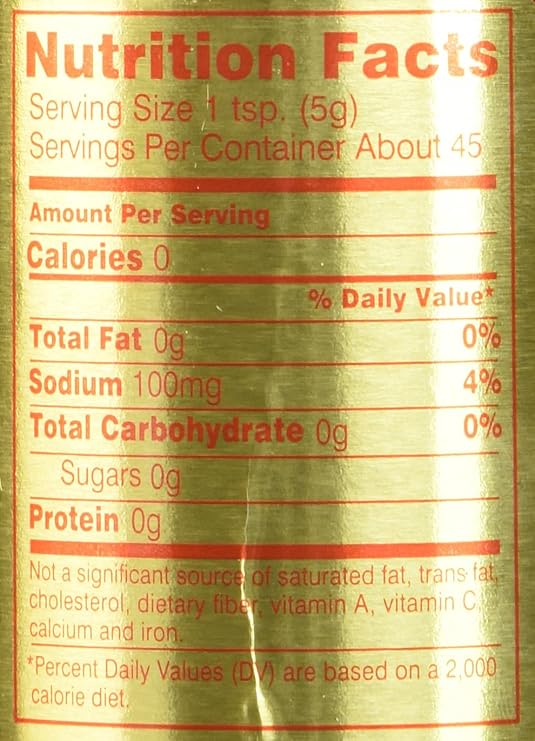 Nutrition Facts
Serving Size 1 tsp. (5g)
Servings Per Container About 45
Amount Per Serving
Calories 0
% Daily Value*
Total Fat 0g 0%
Sodium 100mg 4%
Total Carbohydrate 0g 0%
Sugars 0g
Protein 0g
Not a significant source of saturated fat, trans fat,
cholesterol, dietary fiber, vitamin A, vitamin C,
calcium and iron.
*Percent Daily Values (DV) are based on a 2,000
calorie diet.